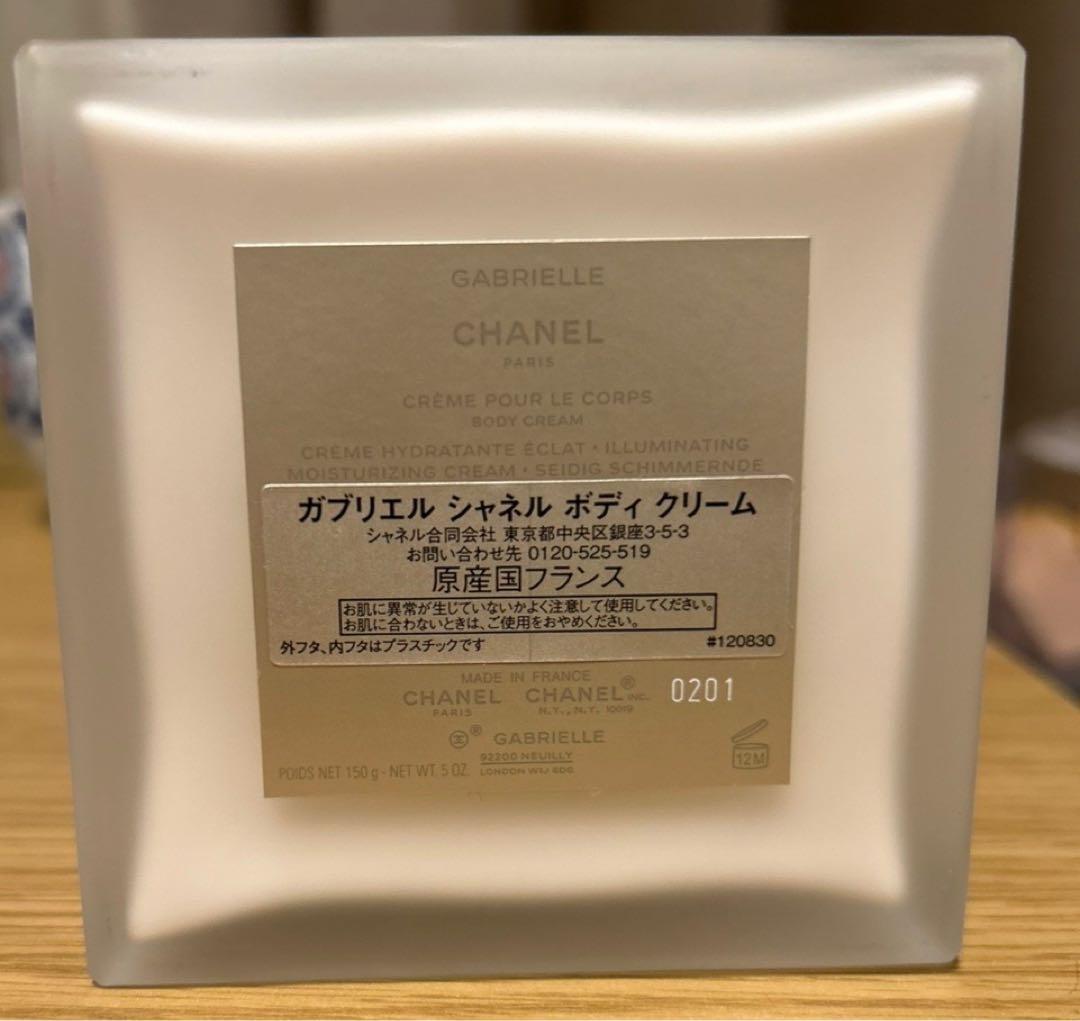 GABRIELLE
CHANEL
PARIS
CRÈME POUR LE CORPS
BODY CREAM
CRÈME HYDRATANTE ÉCLAT • ILLUMINATING
MOISTURIZING CREAM • SEIDIG SCHIMMERNDE
ガブリエル シャネル ボディ クリーム
シャネル合同会社 東京都中央区銀座3-5-3
お問い合わせ先 0120-525-519
原産国フランス
お肌に異常が生じていないかよく注意して使用してください。
お肌に合わないときは、ご使用をおやめください。
外フタ、内フタはプラスチックです
#120830
MADE IN FRANCE
CHANEL CHANEL® INC.
PARIS N.Y., N.Y. 10019
0201
® GABRIELLE
92200 NEUILLY
LONDON W1J 6DG
POIDS NET 150 g - NET WT. 5 OZ.
12M